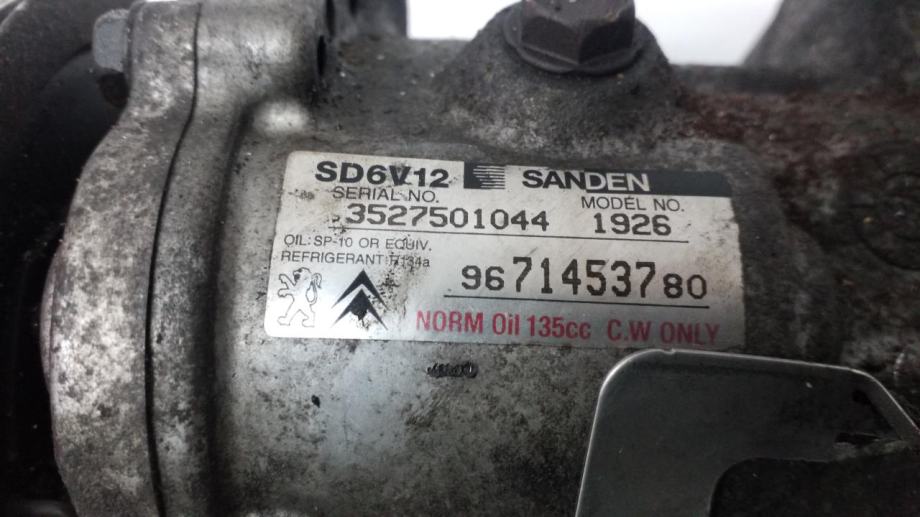 SD6V12 SANDEN
SERIAL NO. MODEL NO.
3527501044 1926
OIL: SP-10 OR EQUIV.
REFRIGERANT: R134a
9671453780
NORM Oil 135cc C.W ONLY